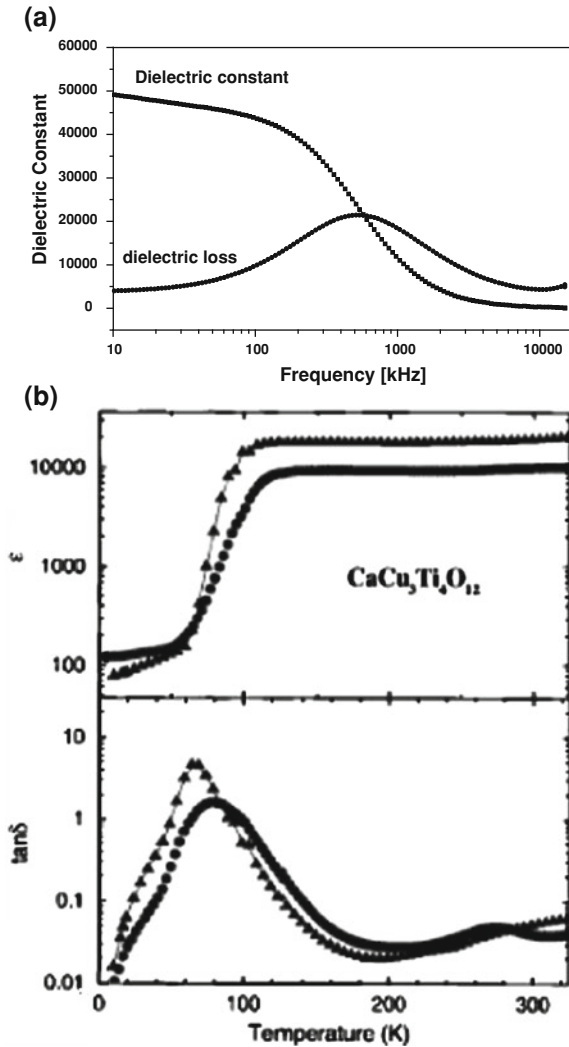 (a)
60000
Dielectric constant
50000
40000
30000
20000
dielectric loss
10000
0
Dielectric Constant
10 100 1000 10000
Frequency [kHz]
(b)
10000
1000
100
ε
CaCu₃Ti₄O₁₂
10
1
0.1
0.01
tanδ
0 100 200 300
Temperature (K)